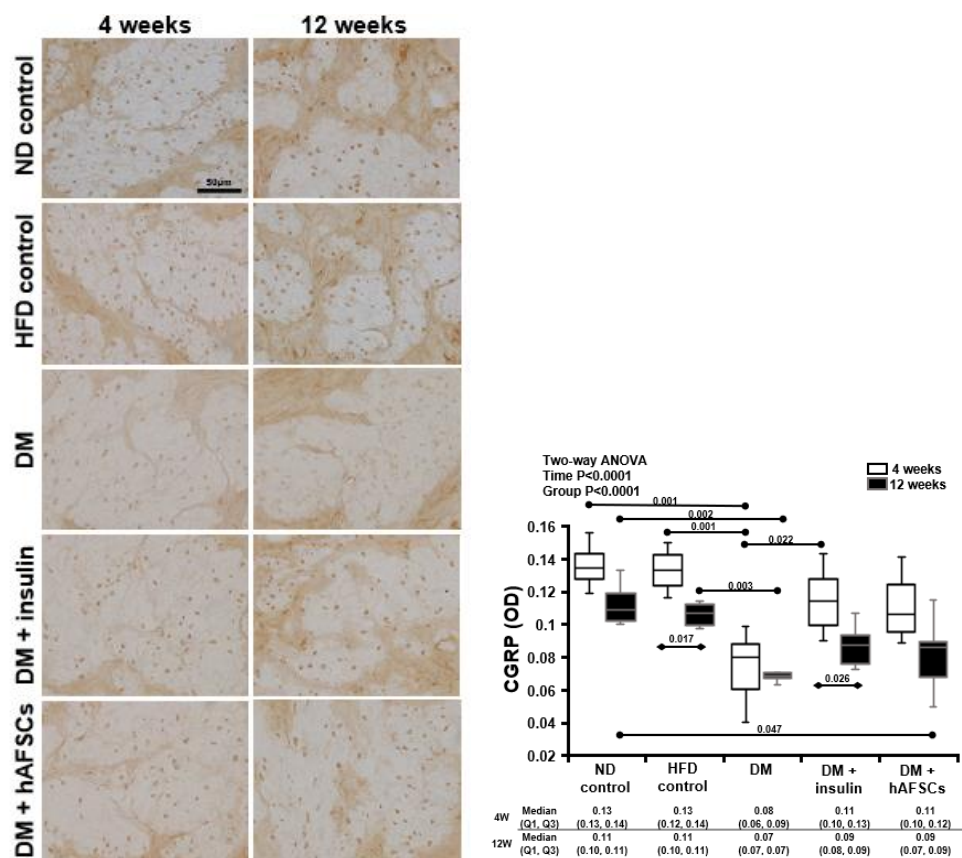 4 weeks 12 weeks
ND control
50μm
HFD control
DM
DM + insulin
DM + hAFSCs
Two-way ANOVA
Time P<0.0001
Group P<0.0001
4 weeks
12 weeks
0.001
0.002
0.001
0.022
0.003
0.017
0.026
0.047
CGRP (OD)
0.16
0.14
0.12
0.1
0.08
0.06
0.04
0.02
ND control
HFD control
DM
DM + insulin
DM + hAFSCs
4W Median 0.13 0.13 0.08 0.11 0.11
(Q1, Q3) (0.13, 0.14) (0.12, 0.14) (0.06, 0.09) (0.10, 0.13) (0.10, 0.12)
12W Median 0.11 0.11 0.07 0.09 0.09
(Q1, Q3) (0.10, 0.11) (0.10, 0.11) (0.07, 0.07) (0.08, 0.09) (0.07, 0.09)